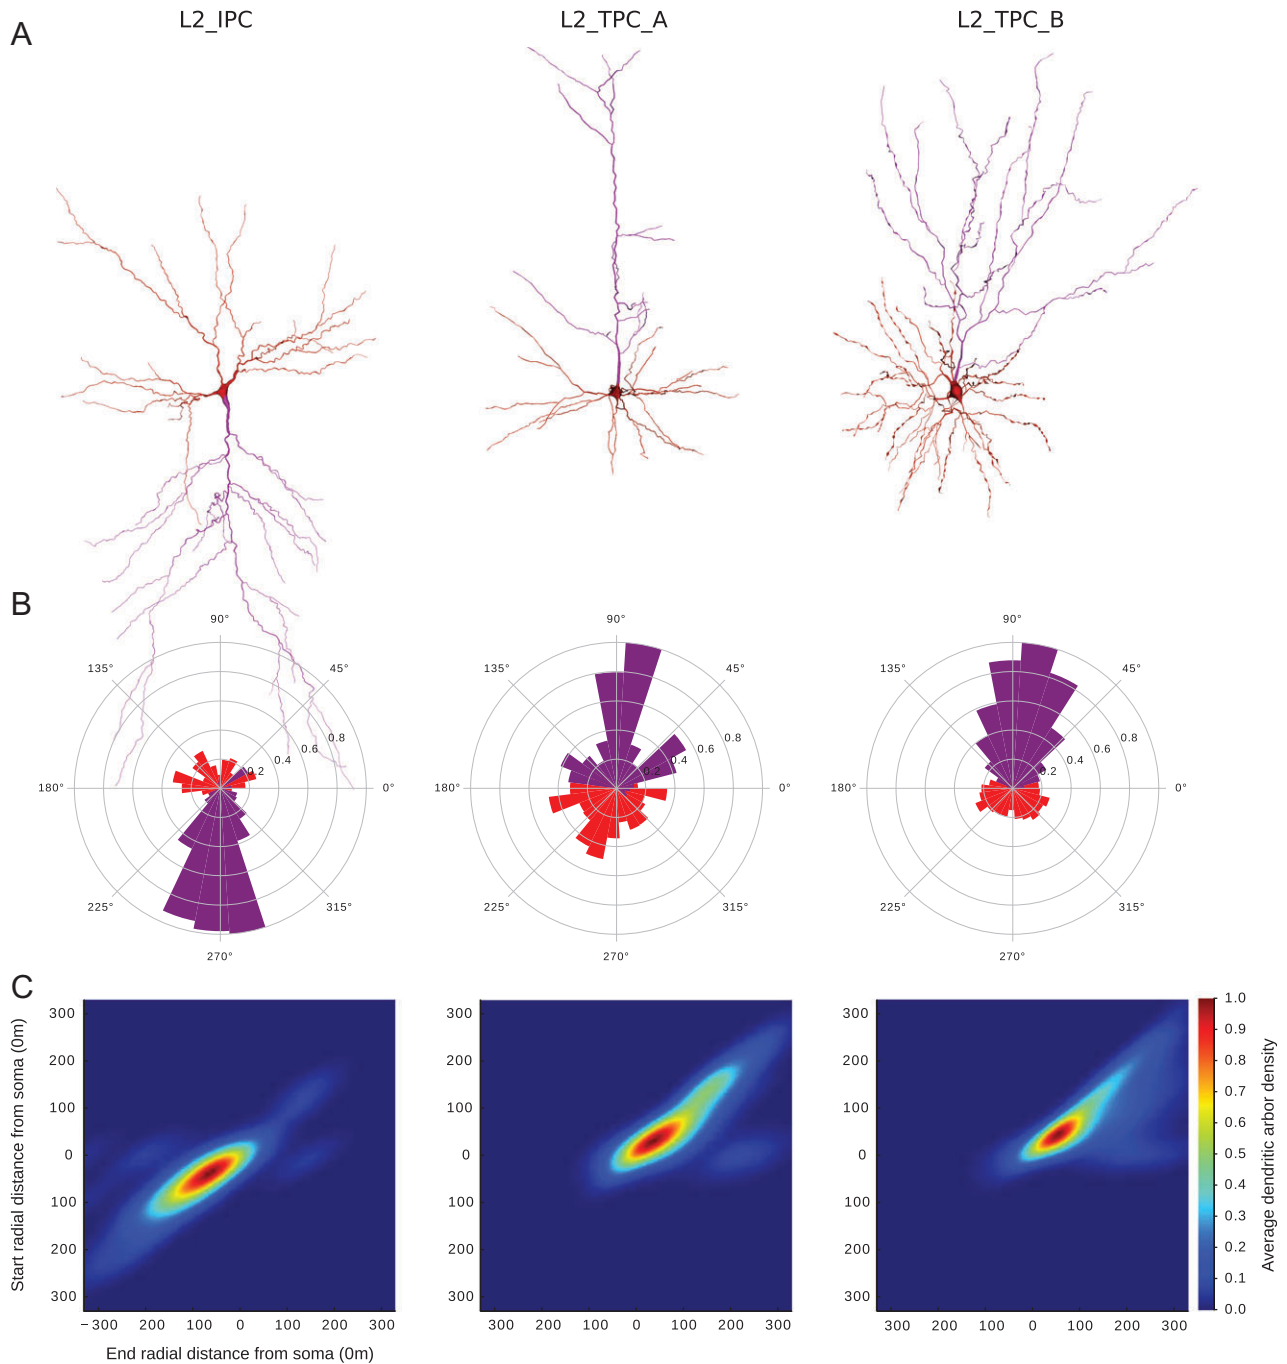 L2_IPC L2_TPC_A L2_TPC_B
A
B
90° 90° 90°
135° 45° 135° 45° 135° 45°
0.8 0.8 0.8
0.6 0.6 0.6
0.4 0.4 0.4
0.2 0.2 0.2
180° 0° 180° 0° 180° 0°
225° 315° 225° 315° 225° 315°
270° 270° 270°
C
Start radial distance from soma (0m)
300
200
100
0
100
200
300
−300 200 100 0 100 200 300
End radial distance from soma (0m)
300
200
100
0
100
200
300
300 200 100 0 100 200 300
300
200
100
0
100
200
300
300 200 100 0 100 200 300
1.0
0.9
0.8
0.7
0.6
0.5
0.4
0.3
0.2
0.1
0.0
Average dendritic arbor density